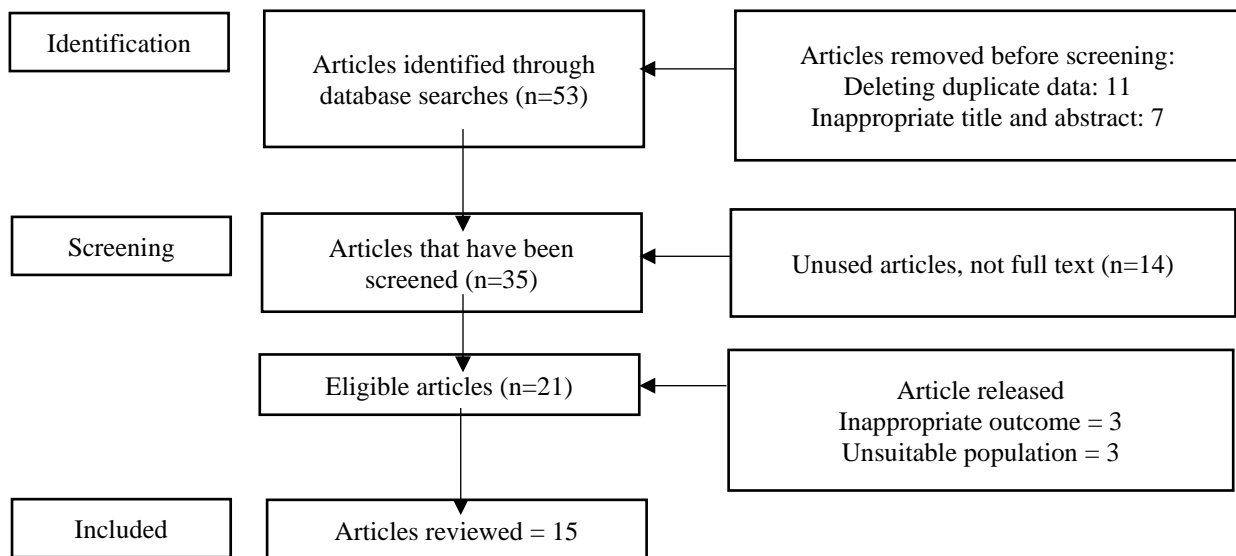 Identification
Articles identified through
database searches (n=53)
Articles removed before screening:
Deleting duplicate data: 11
Inappropriate title and abstract: 7
Screening
Articles that have been
screened (n=35)
Unused articles, not full text (n=14)
Eligible articles (n=21)
Article released
Inappropriate outcome = 3
Unsuitable population = 3
Included
Articles reviewed = 15